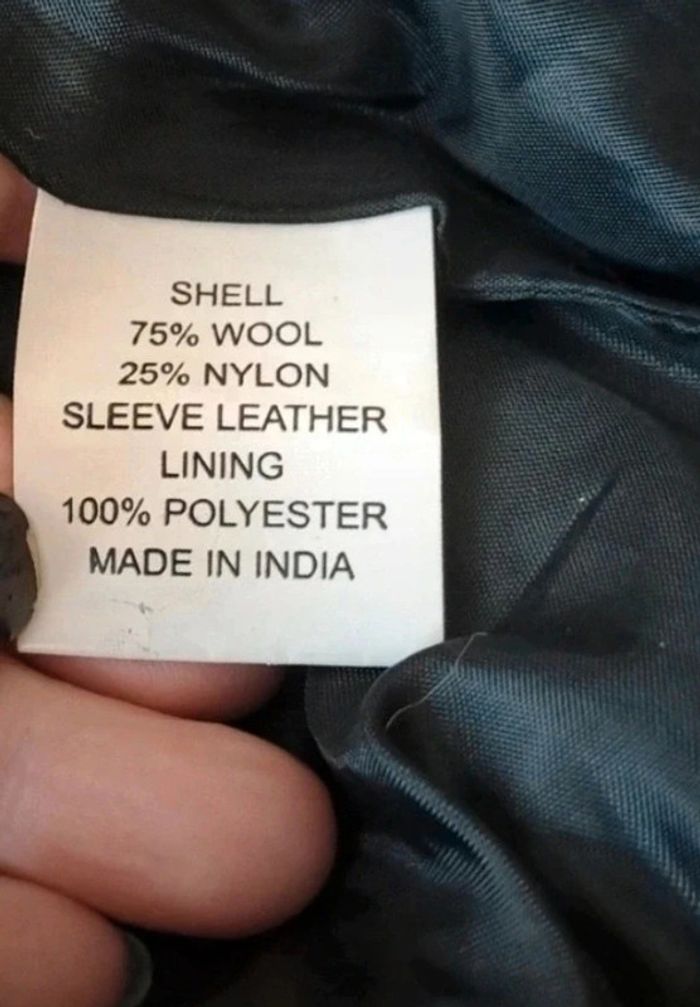 SHELL
75% WOOL
25% NYLON
SLEEVE LEATHER
LINING
100% POLYESTER
MADE IN INDIA